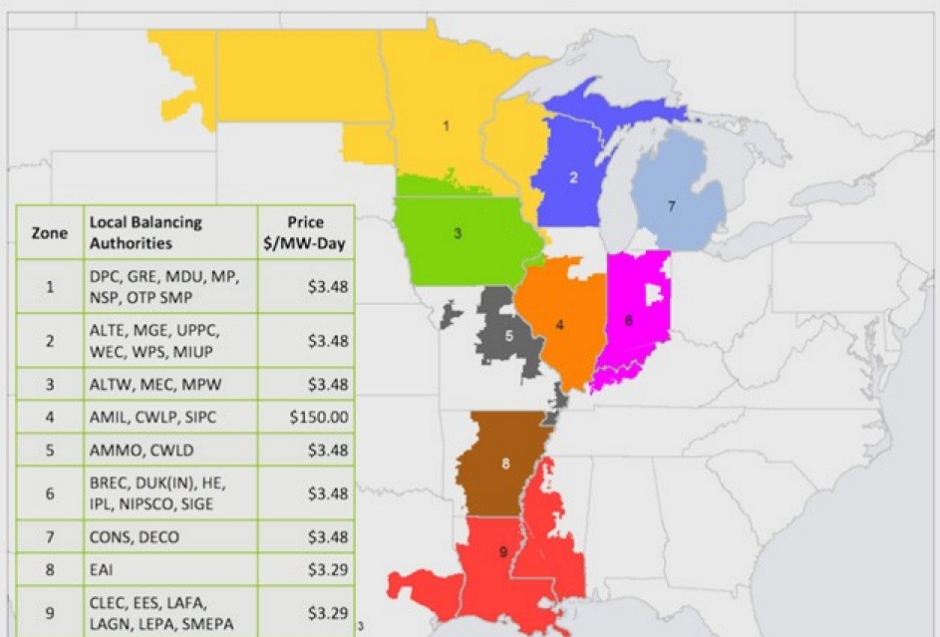 Zone Local Balancing Authorities Price $/MW-Day
1 DPC, GRE, MDU, MP, NSP, OTP SMP $3.48
2 ALTE, MGE, UPPC, WEC, WPS, MIUP $3.48
3 ALTW, MEC, MPW $3.48
4 AMIL, CWLP, SIPC $150.00
5 AMMO, CWLD $3.48
6 BREC, DUK(IN), HE, IPL, NIPSCO, SIGE $3.48
7 CONS, DECO $3.48
8 EAI $3.29
9 CLEC, EES, LAFA, LAGN, LEPA, SMEPA $3.29
1
2
7
3
4
6
5
8
9
3